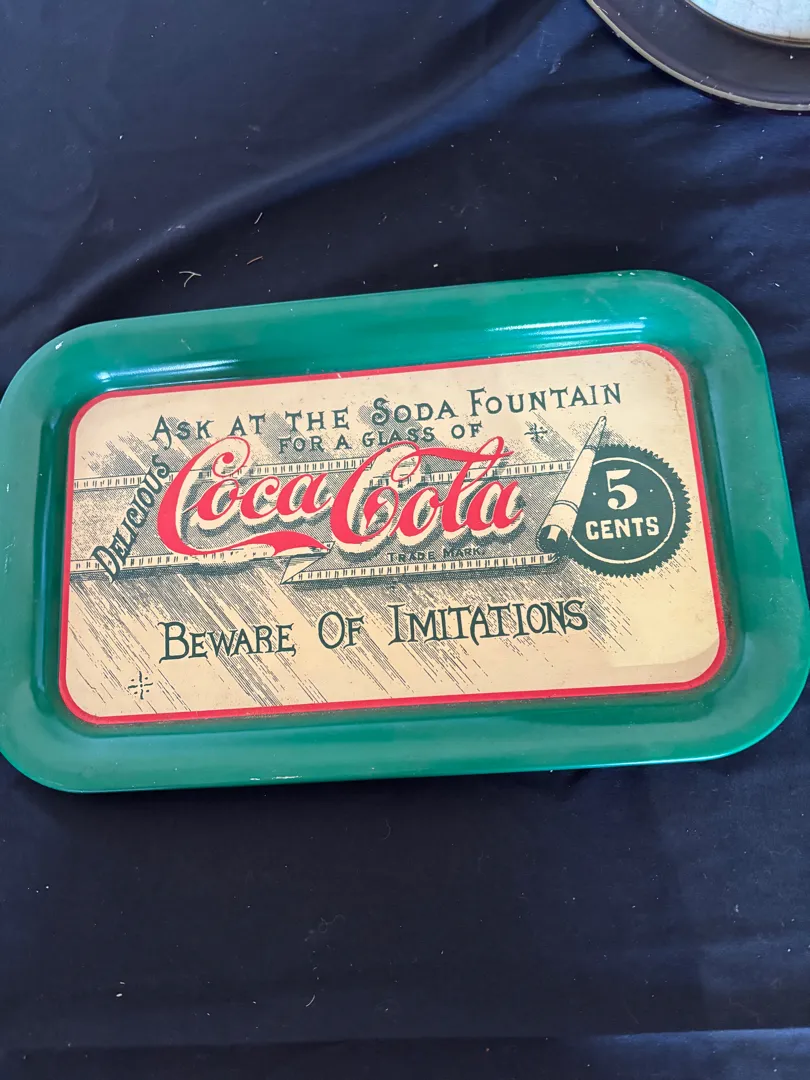 ASK AT THE SODA FOUNTAIN
FOR A GLASS OF
DELICIOUS
Coca Cola
TRADE MARK.
5
CENTS
BEWARE OF IMITATIONS